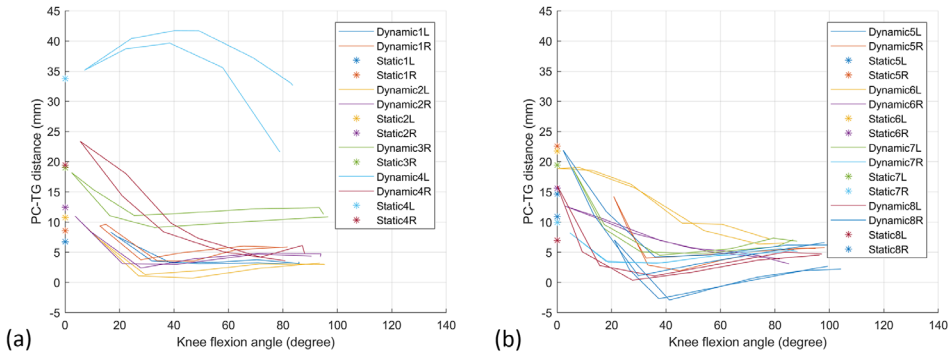 45
40
35
30
25
20
15
10
5
0
-5
PC-TG distance (mm)
0 20 40 60 80 100 120 140
Knee flexion angle (degree)
Dynamic1L
Dynamic1R
Static1L
Static1R
Dynamic2L
Dynamic2R
Static2L
Static2R
Dynamic3R
Static3R
Dynamic4L
Dynamic4R
Static4L
Static4R
(a)
45
40
35
30
25
20
15
10
5
0
-5
PC-TG distance (mm)
0 20 40 60 80 100 120 140
Knee flexion angle (degree)
Dynamic5L
Dynamic5R
Static5L
Static5R
Dynamic6L
Dynamic6R
Static6L
Static6R
Dynamic7L
Dynamic7R
Static7L
Static7R
Dynamic8L
Dynamic8R
Static8L
Static8R
(b)